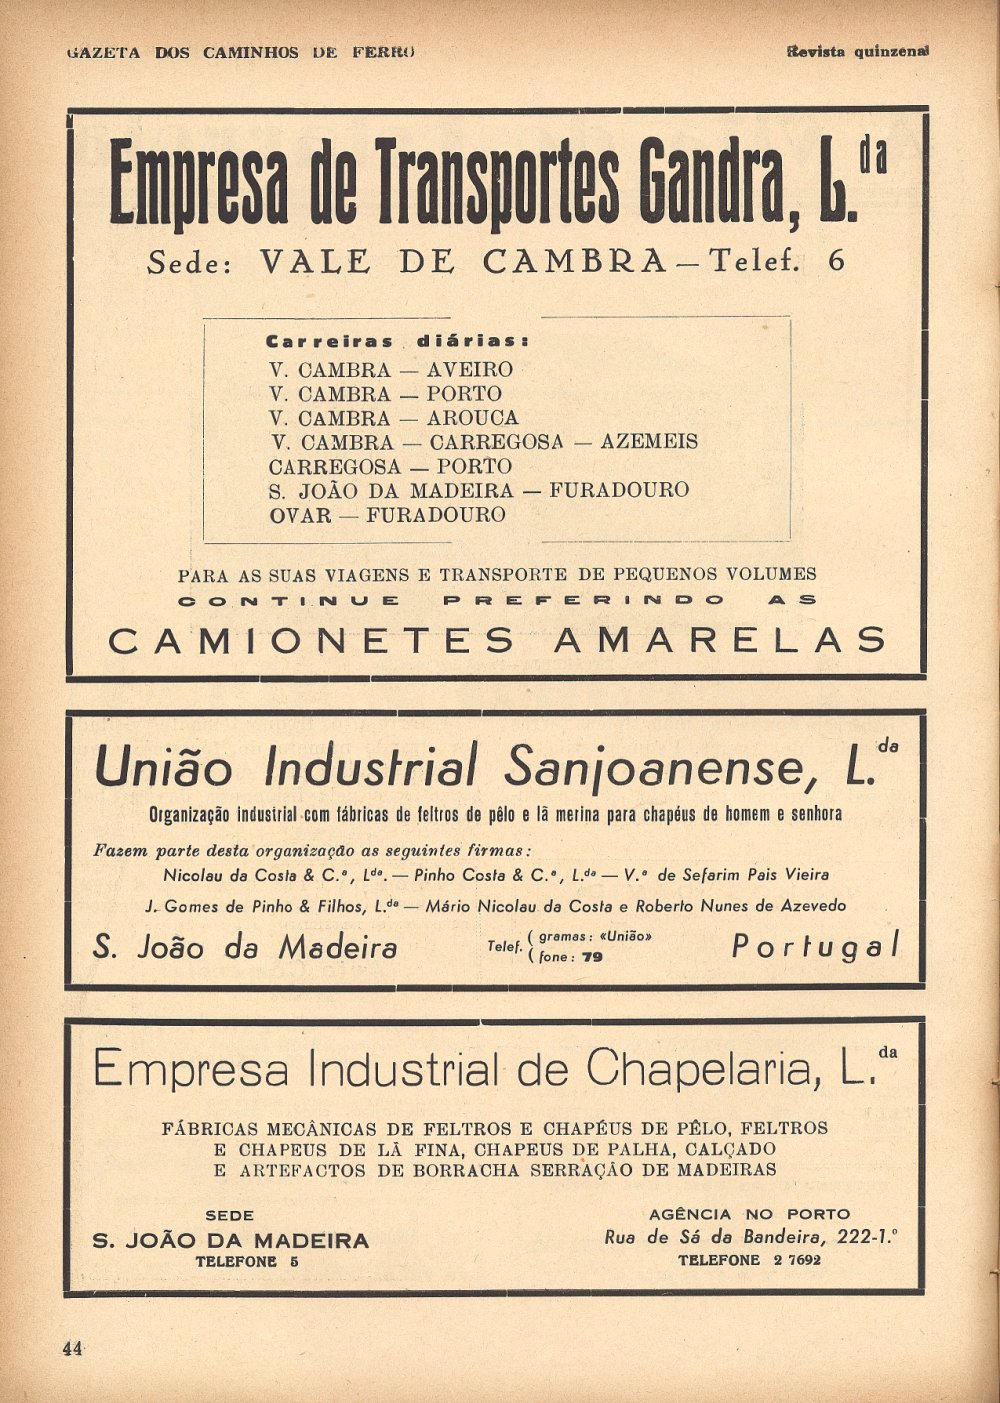 GAZETA DOS CAMINHOS DE FERRO
Revista quinzenal
Empresa de Transportes Gandra, L.da
Sede: VALE DE CAMBRA — Telef. 6
Carreiras diárias:
V. CAMBRA — AVEIRO
V. CAMBRA — PORTO
V. CAMBRA — AROUCA
V. CAMBRA — CARREGOSA — AZEMEIS
CARREGOSA — PORTO
S. JOÃO DA MADEIRA — FURADOURO
OVAR — FURADOURO
PARA AS SUAS VIAGENS E TRANSPORTE DE PEQUENOS VOLUMES
CONTINUE PREFERINDO AS
CAMIONETES AMARELAS
União Industrial Sanjoanense, L.da
Organização industrial com fábricas de feltros de pêlo e lã merina para chapéus de homem e senhora
Fazem parte desta organização as seguintes firmas:
Nicolau da Costa & C.ª, Lda. — Pinho Costa & C.ª, L.da — V.ª de Sefarim Pais Vieira
J. Gomes de Pinho & Filhos, L.da — Mário Nicolau da Costa e Roberto Nunes de Azevedo
S. João da Madeira Telef. ( gramas: «União» Portugal
( fone: 79
Empresa Industrial de Chapelaria, L.da
FÁBRICAS MECÂNICAS DE FELTROS E CHAPÉUS DE PÊLO, FELTROS
E CHAPEUS DE LÃ FINA, CHAPEUS DE PALHA, CALÇADO
E ARTEFACTOS DE BORRACHA SERRAÇÃO DE MADEIRAS
SEDE
S. JOÃO DA MADEIRA
TELEFONE 5
AGÊNCIA NO PORTO
Rua de Sá da Bandeira, 222-1.º
TELEFONE 2 7692
44